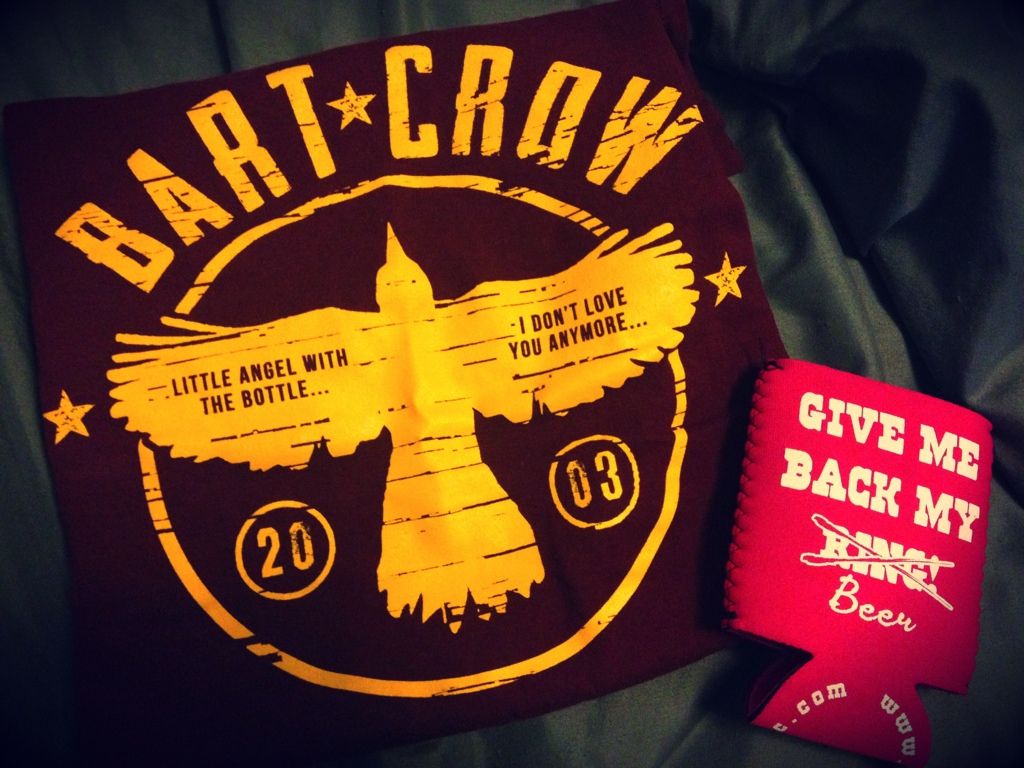 BART CROW
LITTLE ANGEL WITH
THE BOTTLE...
-I DON'T LOVE
YOU ANYMORE...
20
03
GIVE ME
BACK MY
RING!
Beer
.com
www